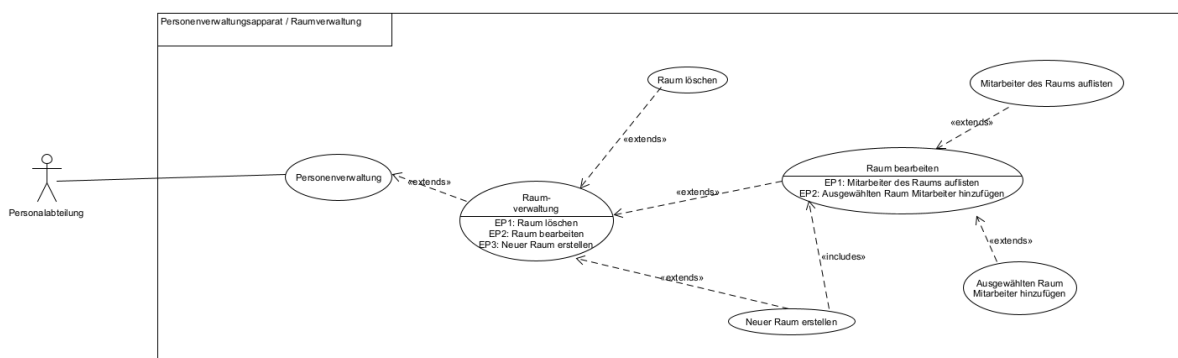 Personenverwaltungsapparat / Raumverwaltung
Raum löschen
Mitarbeiter des Raums auflisten
«extends»
«extends»
Raum bearbeiten
EP1: Mitarbeiter des Raums auflisten
EP2: Ausgewählten Raum Mitarbeiter hinzufügen
Personalabteilung
Personenverwaltung
«extends»
«extends»
Raum-
verwaltung
EP1: Raum löschen
EP2: Raum bearbeiten
EP3: Neuer Raum erstellen
«extends»
«includes»
«extends»
Ausgewählten Raum
Mitarbeiter hinzufügen
Neuer Raum erstellen